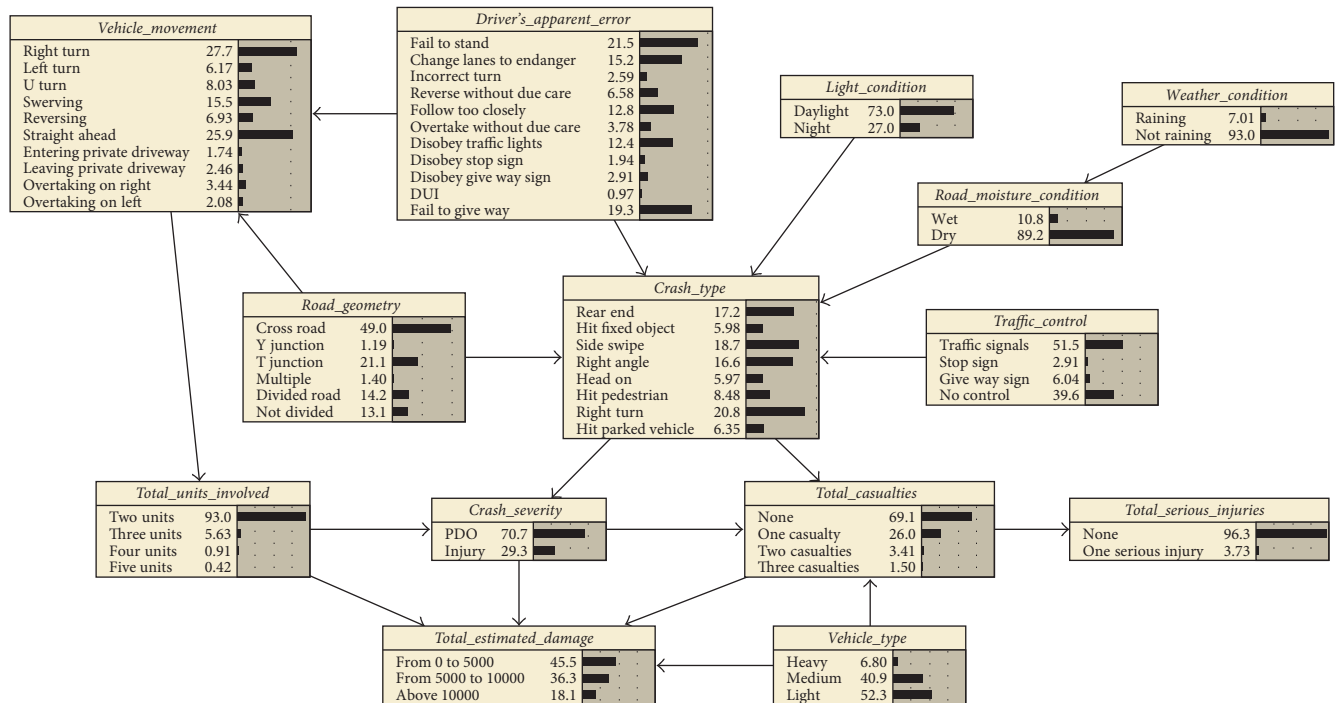 Vehicle_movement
Right turn 27.7
Left turn 6.17
U turn 8.03
Swerving 15.5
Reversing 6.93
Straight ahead 25.9
Entering private driveway 1.74
Leaving private driveway 2.46
Overtaking on right 3.44
Overtaking on left 2.08
Driver's_apparent_error
Fail to stand 21.5
Change lanes to endanger 15.2
Incorrect turn 2.59
Reverse without due care 6.58
Follow too closely 12.8
Overtake without due care 3.78
Disobey traffic lights 12.4
Disobey stop sign 1.94
Disobey give way sign 2.91
DUI 0.97
Fail to give way 19.3
Light_condition
Daylight 73.0
Night 27.0
Weather_condition
Raining 7.01
Not raining 93.0
Road_moisture_condition
Wet 10.8
Dry 89.2
Road_geometry
Cross road 49.0
Y junction 1.19
T junction 21.1
Multiple 1.40
Divided road 14.2
Not divided 13.1
Crash_type
Rear end 17.2
Hit fixed object 5.98
Side swipe 18.7
Right angle 16.6
Head on 5.97
Hit pedestrian 8.48
Right turn 20.8
Hit parked vehicle 6.35
Traffic_control
Traffic signals 51.5
Stop sign 2.91
Give way sign 6.04
No control 39.6
Total_units_involved
Two units 93.0
Three units 5.63
Four units 0.91
Five units 0.42
Crash_severity
PDO 70.7
Injury 29.3
Total_casualties
None 69.1
One casualty 26.0
Two casualties 3.41
Three casualties 1.50
Total_serious_injuries
None 96.3
One serious injury 3.73
Total_estimated_damage
From 0 to 5000 45.5
From 5000 to 10000 36.3
Above 10000 18.1
Vehicle_type
Heavy 6.80
Medium 40.9
Light 52.3